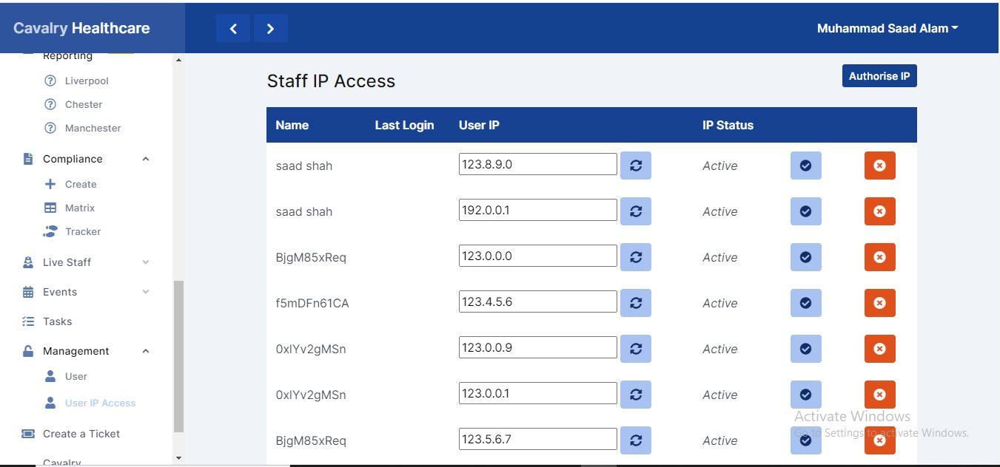 Cavalry Healthcare
Muhammad Saad Alam
Reporting
Liverpool
Chester
Manchester
Compliance
Create
Matrix
Tracker
Live Staff
Events
Tasks
Management
User
User IP Access
Create a Ticket
Cavalry
Staff IP Access
Authorise IP
Name Last Login User IP IP Status
saad shah 123.8.9.0 Active
saad shah 192.0.0.1 Active
BjgM85xReq 123.0.0.0 Active
f5mDFn61CA 123.4.5.6 Active
0xlYv2gMSn 123.0.0.9 Active
0xlYv2gMSn 123.0.0.1 Active
BjgM85xReq 123.5.6.7 Active
Activate Windows
Go to Settings to activate Windows.